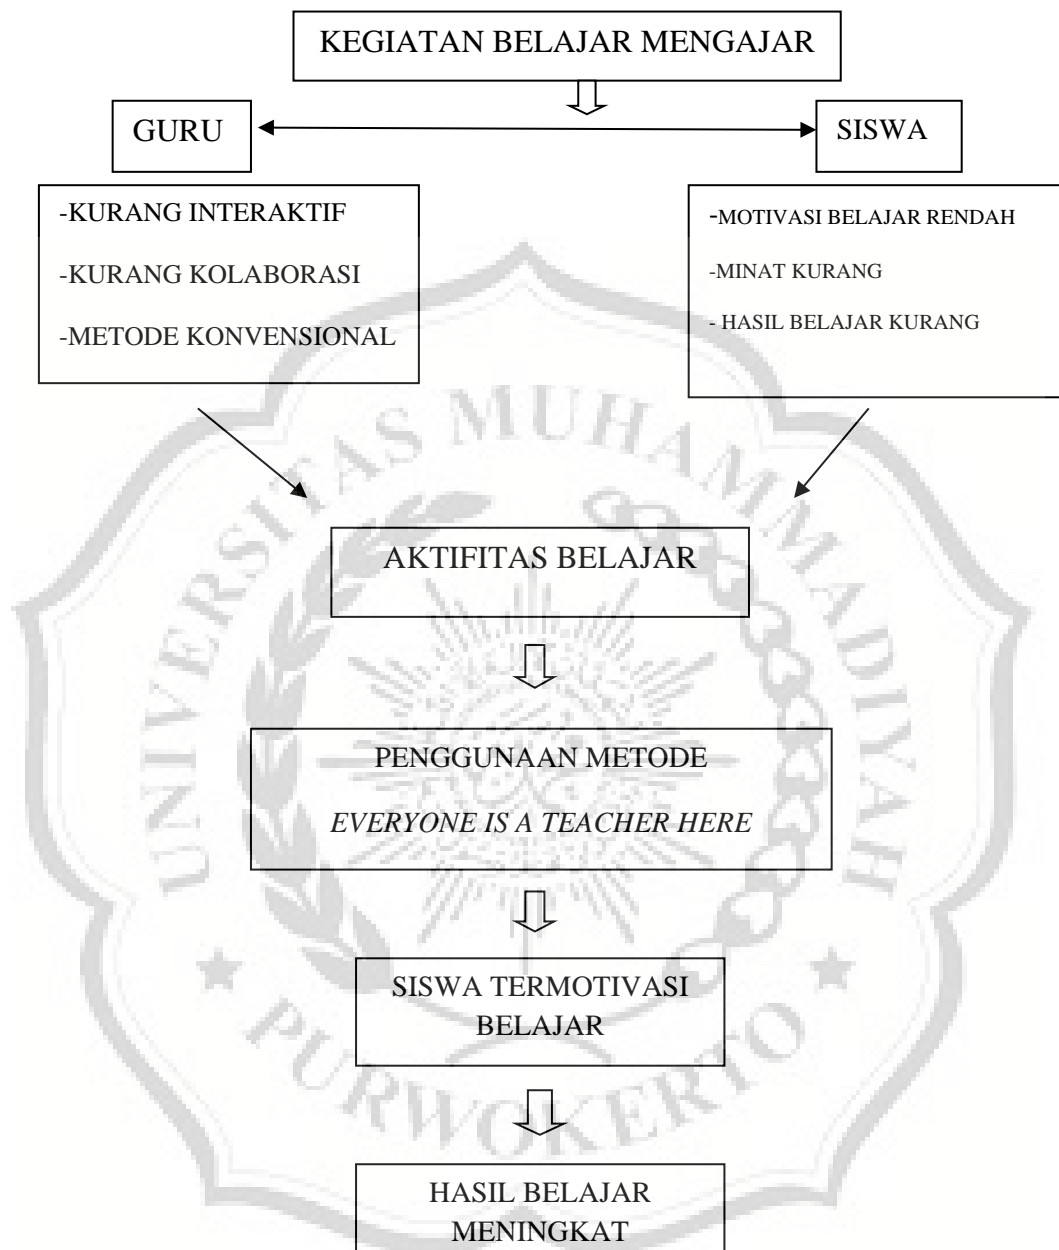 KEGIATAN BELAJAR MENGAJAR
GURU
SISWA
-KURANG INTERAKTIF
-KURANG KOLABORASI
-METODE KONVENSIONAL
-MOTIVASI BELAJAR RENDAH
-MINAT KURANG
- HASIL BELAJAR KURANG
AKTIFITAS BELAJAR
PENGGUNAAN METODE
EVERYONE IS A TEACHER HERE
SISWA TERMOTIVASI
BELAJAR
HASIL BELAJAR
MENINGKAT
UNIVERSITAS MUHAMMADIYAH
PURWOKERTO